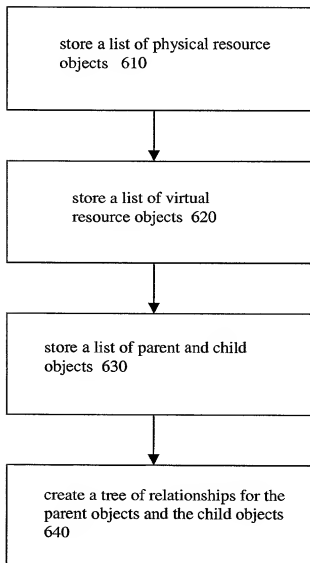 store a list of physical resource
objects 610
store a list of virtual
resource objects 620
store a list of parent and child
objects 630
create a tree of relationships for the
parent objects and the child objects
640